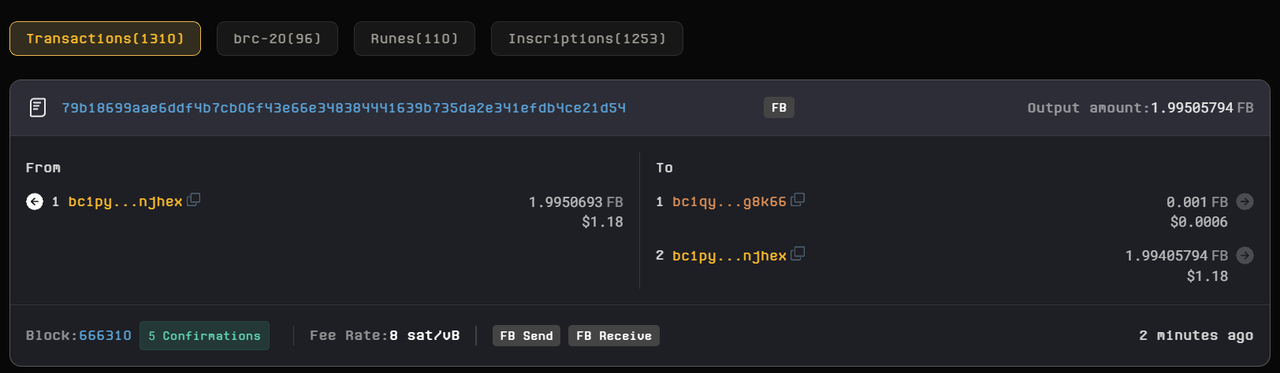 Transactions(1310) brc-20(96) Runes(110) Inscriptions(1253)
79b18699aae6ddf4b7cb06f43e66e348384441639b735da2e341efdb4ce21d54 FB Output amount:1.99505794 FB
From
1 bc1py...njhex 1.9950693 FB
$1.18
To
1 bc1qy...g8k66 0.001 FB
$0.0006
2 bc1py...njhex 1.99405794 FB
$1.18
Block:666310 5 Confirmations Fee Rate:8 sat/vB FB Send FB Receive 2 minutes ago